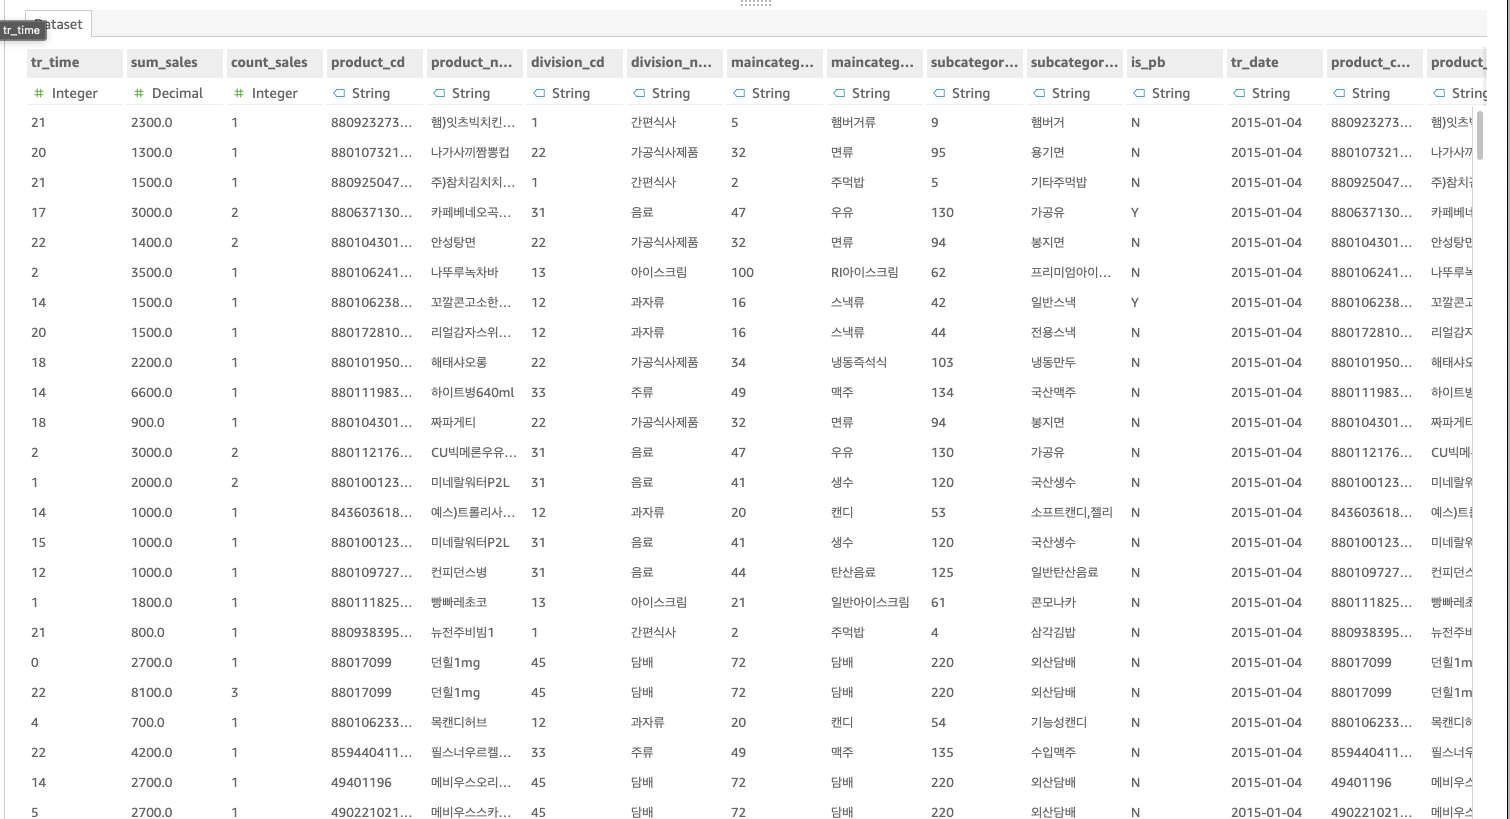 Dataset
tr_time
tr_time sum_sales count_sales product_cd product_n... division_cd division_n... maincateg... maincateg... subcategor... subcategor... is_pb tr_date product_c... product_
# Integer # Decimal # Integer String String String String String String String String String String String String
21 2300.0 1 880923273...햄)잇츠빅치킨... 1 간편식사 5 햄버거류 9 햄버거 N 2015-01-04 880923273... 햄)잇츠빅
20 1300.0 1 880107321... 나가사끼짬뽕컵 22 가공식사제품 32 면류 95 용기면 N 2015-01-04 880107321... 나가사끼
21 1500.0 1 880925047... 주)참치김치치... 1 간편식사 2 주먹밥 5 기타주먹밥 N 2015-01-04 880925047... 주)참치김
17 3000.0 2 880637130... 카페베네오곡... 31 음료 47 우유 130 가공유 Y 2015-01-04 880637130... 카페베네
22 1400.0 2 880104301... 안성탕면 22 가공식사제품 32 면류 94 봉지면 N 2015-01-04 880104301... 안성탕면
2 3500.0 1 880106241... 나뚜루녹차바 13 아이스크림 100 RI아이스크림 62 프리미엄아이... N 2015-01-04 880106241... 나뚜루녹
14 1500.0 1 880106238... 꼬깔콘고소한... 12 과자류 16 스낵류 42 일반스낵 Y 2015-01-04 880106238... 꼬깔콘고
20 1500.0 1 880172810... 리얼감자스위... 12 과자류 16 스낵류 44 전용스낵 N 2015-01-04 880172810... 리얼감자
18 2200.0 1 880101950... 해태샤오롱 22 가공식사제품 34 냉동즉석식 103 냉동만두 N 2015-01-04 880101950... 해태샤오
14 6600.0 1 880111983... 하이트병640ml 33 주류 49 맥주 134 국산맥주 N 2015-01-04 880111983... 하이트병
18 900.0 1 880104301... 짜파게티 22 가공식사제품 32 면류 94 봉지면 N 2015-01-04 880104301... 짜파게티
2 3000.0 2 880112176... CU빅메론우유... 31 음료 47 우유 130 가공유 N 2015-01-04 880112176... CU빅메
1 2000.0 2 880100123... 미네랄워터P2L 31 음료 41 생수 120 국산생수 N 2015-01-04 880100123... 미네랄워
14 1000.0 1 843603618... 예스)트롤리사... 12 과자류 20 캔디 53 소프트캔디,젤리 N 2015-01-04 843603618... 예스)트롤
15 1000.0 1 880100123... 미네랄워터P2L 31 음료 41 생수 120 국산생수 N 2015-01-04 880100123... 미네랄워
12 1000.0 1 880109727... 컨피던스병 31 음료 44 탄산음료 125 일반탄산음료 N 2015-01-04 880109727... 컨피던스
1 1800.0 1 880111825... 빵빠레초코 13 아이스크림 21 일반아이스크림 61 콘모나카 N 2015-01-04 880111825... 빵빠레초
21 800.0 1 880938395... 뉴전주비빔1 1 간편식사 2 주먹밥 4 삼각김밥 N 2015-01-04 880938395... 뉴전주비
0 2700.0 1 88017099 던힐1mg 45 담배 72 담배 220 외산담배 N 2015-01-04 88017099 던힐1m
22 8100.0 3 88017099 던힐1mg 45 담배 72 담배 220 외산담배 N 2015-01-04 88017099 던힐1m
4 700.0 1 880106233... 목캔디허브 12 과자류 20 캔디 54 기능성캔디 N 2015-01-04 880106233... 목캔디허
22 4200.0 1 859440411... 필스너우르켈... 33 주류 49 맥주 135 수입맥주 N 2015-01-04 859440411... 필스너우
14 2700.0 1 49401196 메비우스오리... 45 담배 72 담배 220 외산담배 N 2015-01-04 49401196 메비우스
5 2700.0 1 490221021... 메비우스스카... 45 담배 72 담배 220 외산담배 N 2015-01-04 490221021... 메비우스